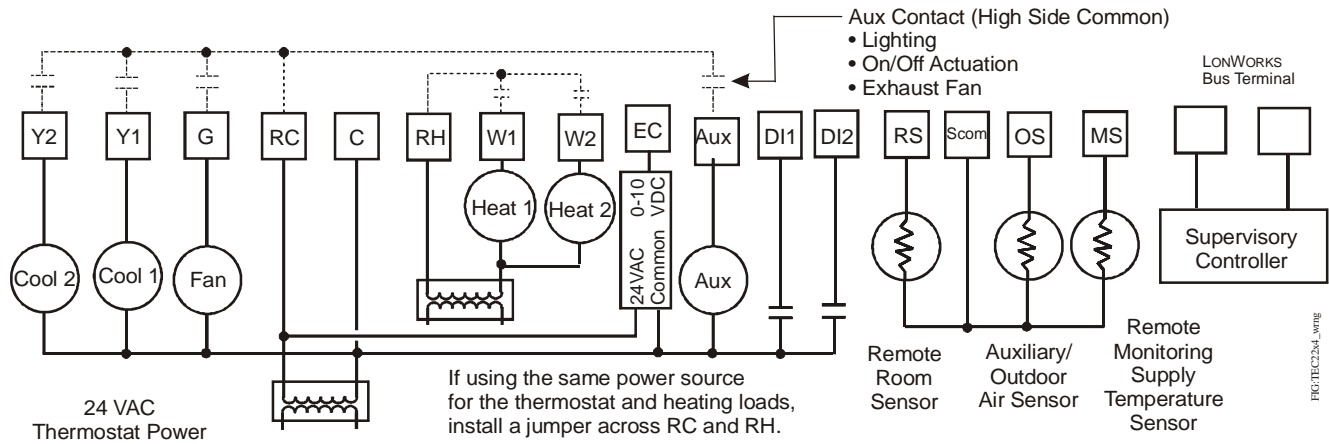 Aux Contact (High Side Common)
• Lighting
• On/Off Actuation
• Exhaust Fan
LONWORKS
Bus Terminal
Y2
Y1
G
RC
C
RH
W1
W2
EC
Aux
DI1
DI2
RS
Scom
OS
MS
Cool 2
Cool 1
Fan
Heat 1
Heat 2
24VAC
Common
0-10
VDC
Aux
Supervisory
Controller
24 VAC
Thermostat Power
If using the same power source
for the thermostat and heating loads,
install a jumper across RC and RH.
Remote
Room
Sensor
Auxiliary/
Outdoor
Air Sensor
Remote
Monitoring
Supply
Temperature
Sensor
FIG:TEC22x4_wrng